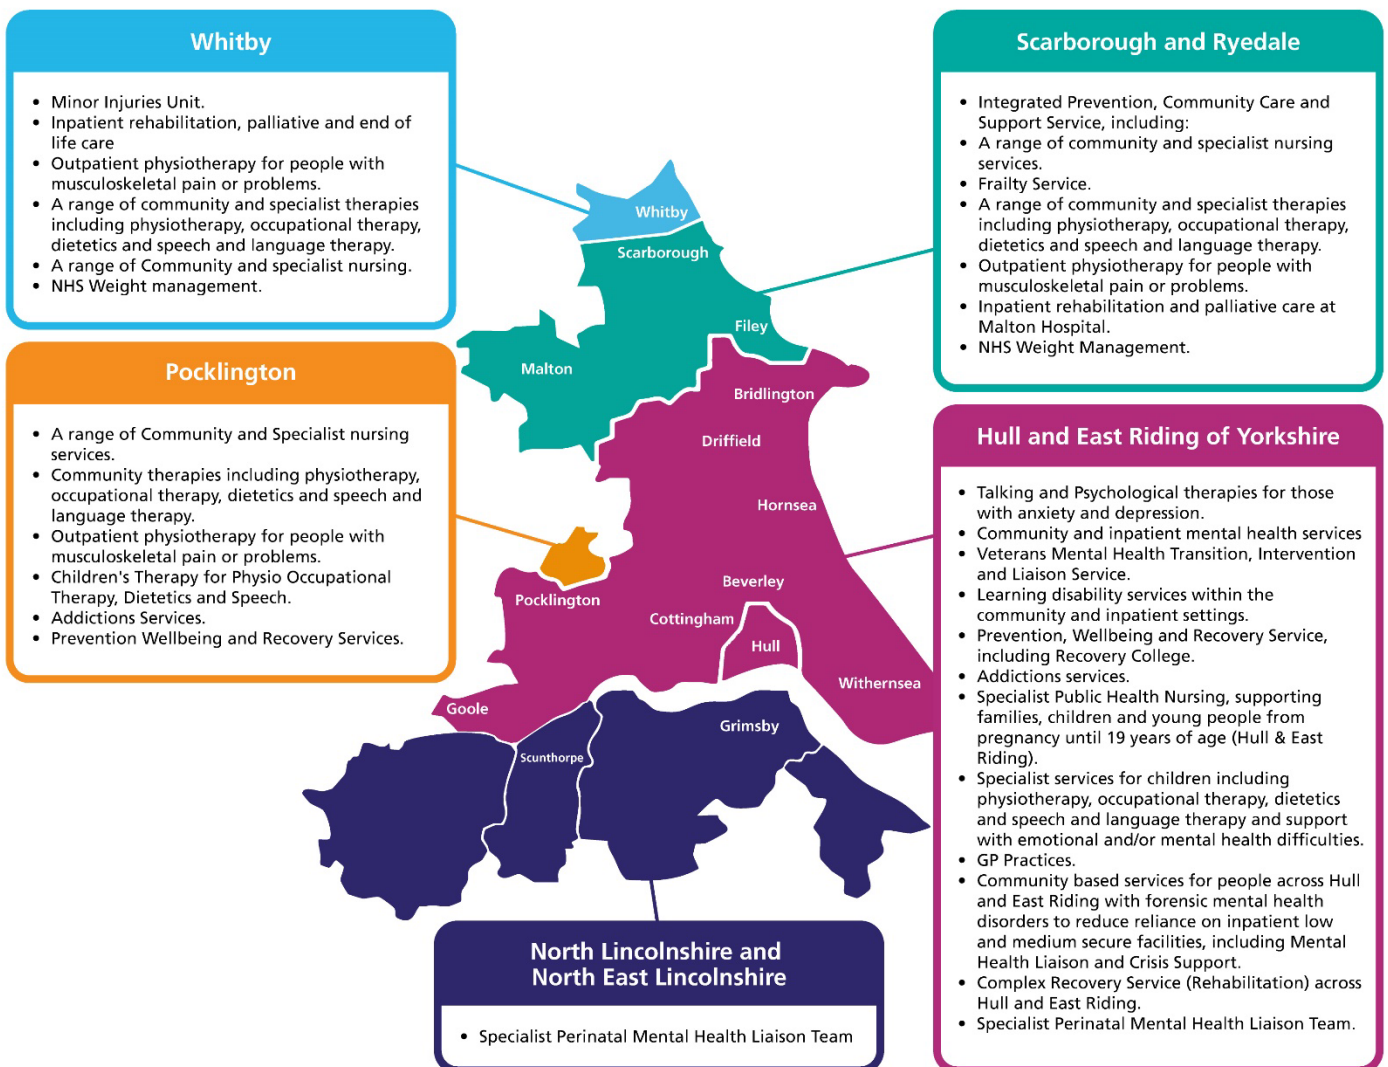 Whitby
• Minor Injuries Unit.
• Inpatient rehabilitation, palliative and end of
life care
• Outpatient physiotherapy for people with
musculoskeletal pain or problems.
• A range of community and specialist therapies
including physiotherapy, occupational therapy,
dietetics and speech and language therapy.
• A range of Community and specialist nursing.
• NHS Weight management.
Pocklington
• A range of Community and Specialist nursing
services.
• Community therapies including physiotherapy,
occupational therapy, dietetics and speech and
language therapy.
• Outpatient physiotherapy for people with
musculoskeletal pain or problems.
• Children's Therapy for Physio Occupational
Therapy, Dietetics and Speech.
• Addictions Services.
• Prevention Wellbeing and Recovery Services.
Whitby
Scarborough
Filey
Malton
Bridlington
Driffield
Hornsea
Beverley
Pocklington
Cottingham
Hull
Withernsea
Goole
Grimsby
Scunthorpe
Scarborough and Ryedale
• Integrated Prevention, Community Care and
Support Service, including:
• A range of community and specialist nursing
services.
• Frailty Service.
• A range of community and specialist therapies
including physiotherapy, occupational therapy,
dietetics and speech and language therapy.
• Outpatient physiotherapy for people with
musculoskeletal pain or problems.
• Inpatient rehabilitation and palliative care at
Malton Hospital.
• NHS Weight Management.
Hull and East Riding of Yorkshire
• Talking and Psychological therapies for those
with anxiety and depression.
• Community and inpatient mental health services
• Veterans Mental Health Transition, Intervention
and Liaison Service.
• Learning disability services within the
community and inpatient settings.
• Prevention, Wellbeing and Recovery Service,
including Recovery College.
• Addictions services.
• Specialist Public Health Nursing, supporting
families, children and young people from
pregnancy until 19 years of age (Hull & East
Riding).
• Specialist services for children including
physiotherapy, occupational therapy, dietetics
and speech and language therapy and support
with emotional and/or mental health difficulties.
• GP Practices.
• Community based services for people across Hull
and East Riding with forensic mental health
disorders to reduce reliance on inpatient low
and medium secure facilities, including Mental
Health Liaison and Crisis Support.
• Complex Recovery Service (Rehabilitation) across
Hull and East Riding.
• Specialist Perinatal Mental Health Liaison Team.
North Lincolnshire and
North East Lincolnshire
• Specialist Perinatal Mental Health Liaison Team